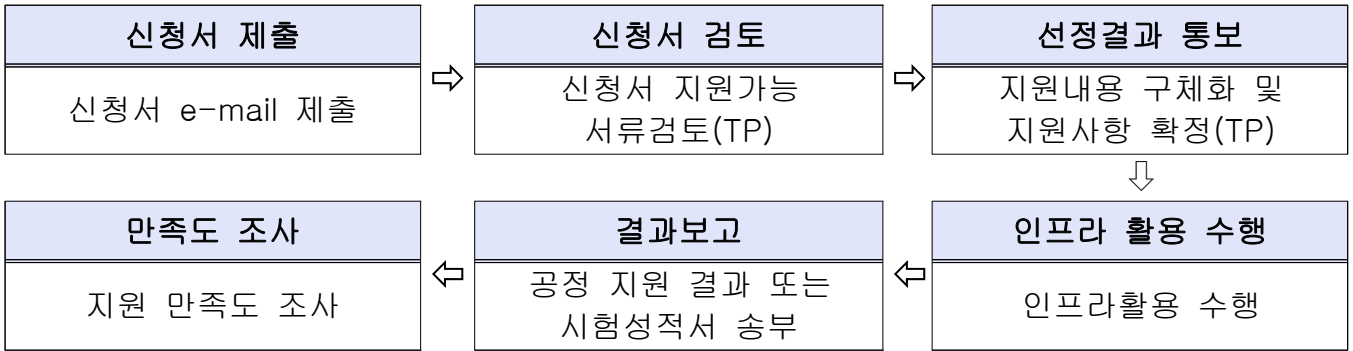 신청서 제출
신청서 e-mail 제출
⇨
신청서 검토
신청서 지원가능
서류검토(TP)
⇨
선정결과 통보
지원내용 구체화 및
지원사항 확정(TP)
⇩
인프라 활용 수행
인프라활용 수행
⇦
결과보고
공정 지원 결과 또는
시험성적서 송부
⇦
만족도 조사
지원 만족도 조사